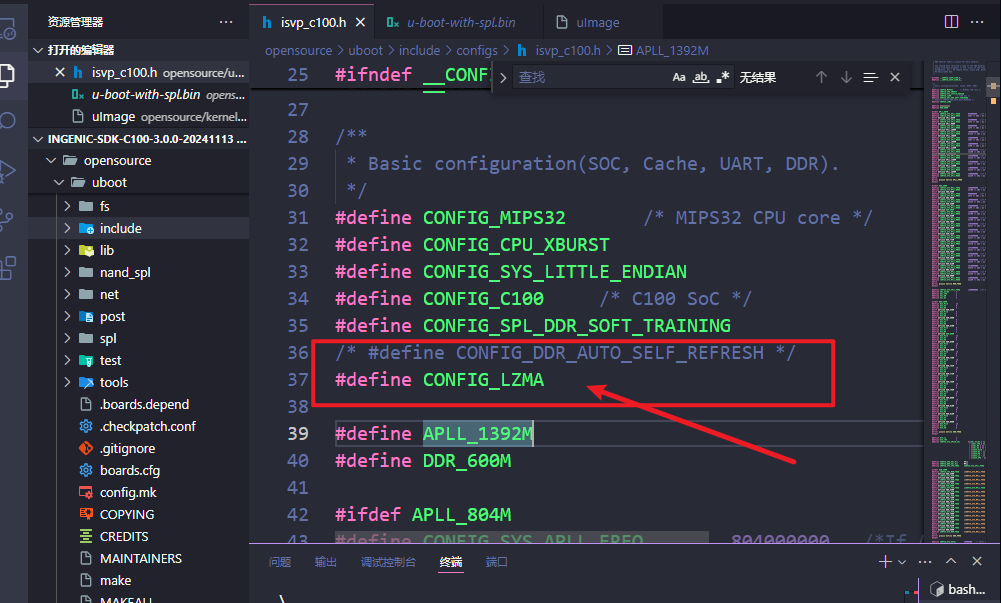 资源管理器 ···
打开的编辑器
isvp_c100.h opensource/u...
u-boot-with-spl.bin opens...
uImage opensource/kernel...
INGENIC-SDK-C100-3.0.0-20241113 ...
opensource
uboot
fs
include
lib
nand_spl
net
post
spl
test
tools
.boards.depend
.checkpatch.conf
.gitignore
boards.cfg
config.mk
COPYING
CREDITS
MAINTAINERS
make
MAKEALL
h isvp_c100.h
u-boot-with-spl.bin
uImage
opensource > uboot > include > configs > h isvp_c100.h > APLL_1392M
查找 Aa ab .* 无结果
25 #ifndef __CONF
27
28 /**
29 * Basic configuration(SOC, Cache, UART, DDR).
30 */
31 #define CONFIG_MIPS32 /* MIPS32 CPU core */
32 #define CONFIG_CPU_XBURST
33 #define CONFIG_SYS_LITTLE_ENDIAN
34 #define CONFIG_C100 /* C100 SoC */
35 #define CONFIG_SPL_DDR_SOFT_TRAINING
36 /* #define CONFIG_DDR_AUTO_SELF_REFRESH */
37 #define CONFIG_LZMA
38
39 #define APLL_1392M
40 #define DDR_600M
41
42 #ifdef APLL_804M
43 #define CONFIG_SYS_APLL_FREQ 804000000 /*If
问题 输出 调试控制台 终端 端口
\
bash...